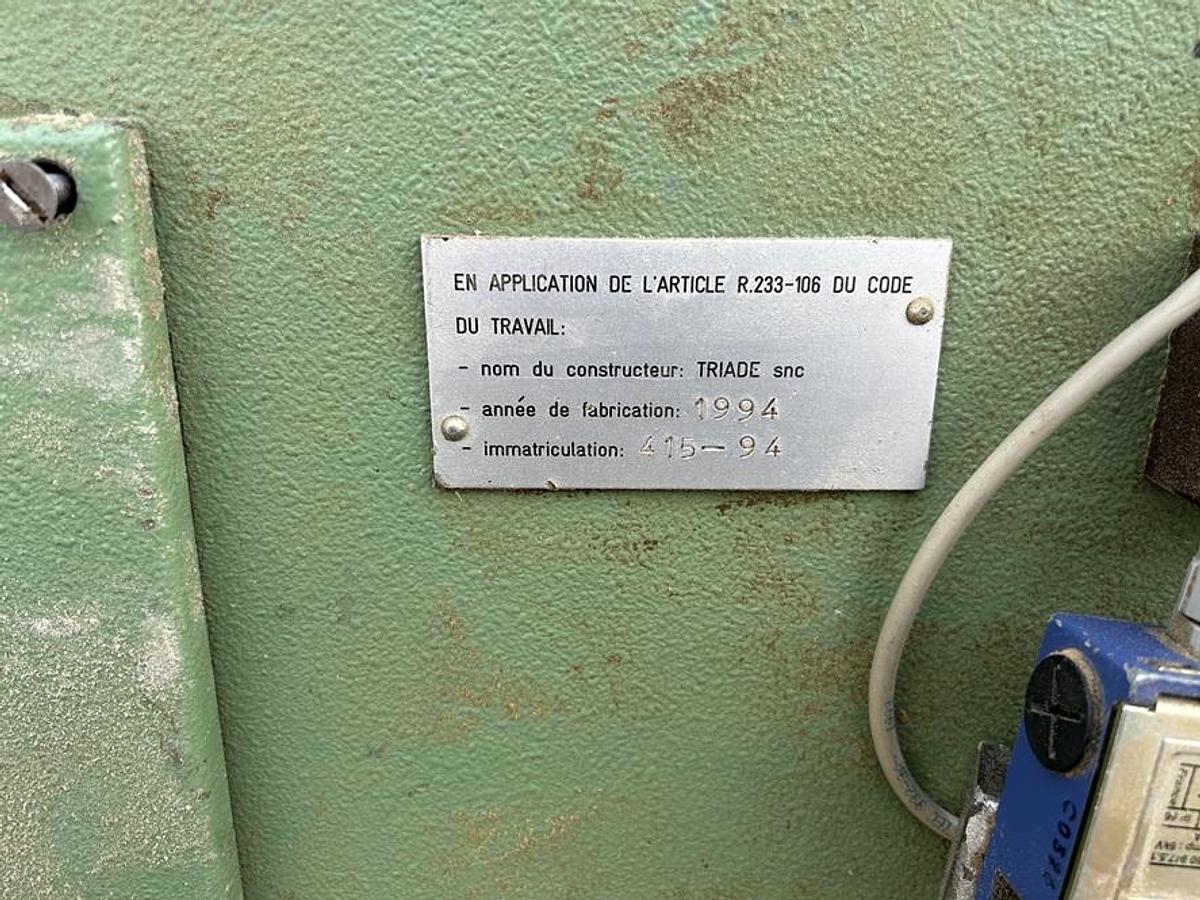 EN APPLICATION DE L'ARTICLE R.233-106 DU CODE
DU TRAVAIL:
- nom du constructeur: TRIADE snc
- année de fabrication: 1994
- immatriculation: 415-94